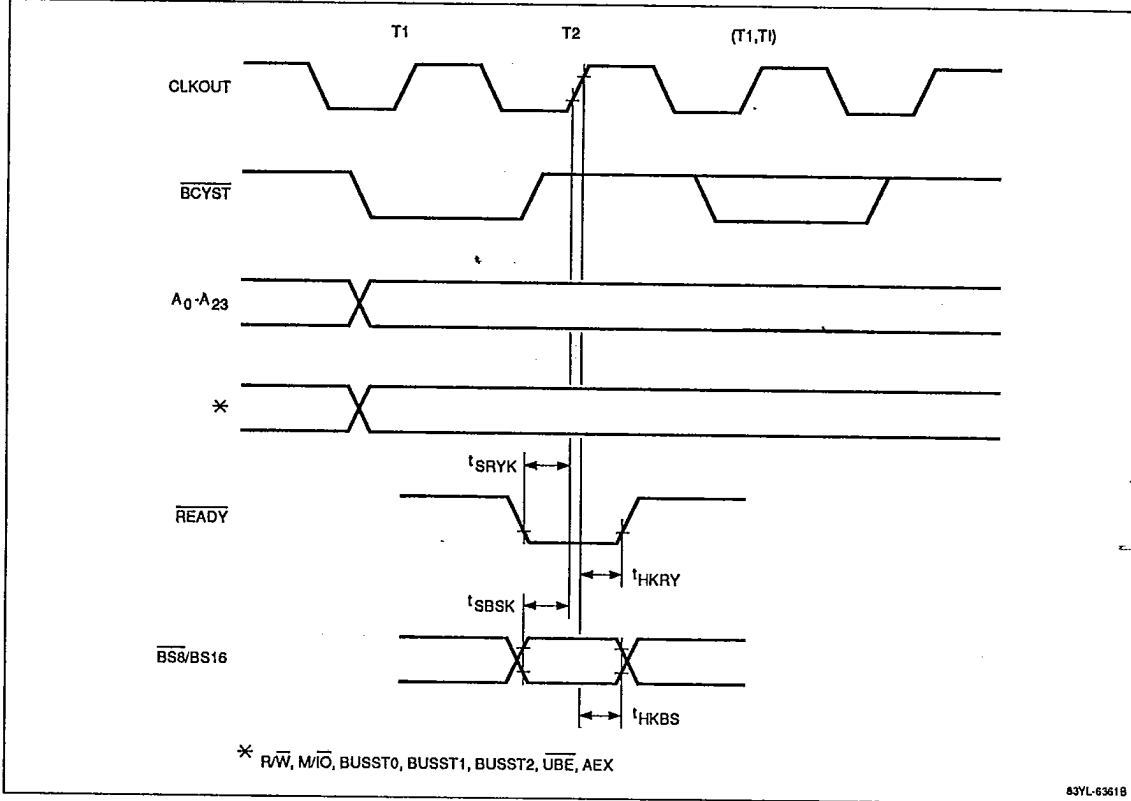 T1 T2 (T1,TI)
CLKOUT
BCYST
A0-A23
*
tSRYK
READY
tHKRY
tSBSK
BS8/BS16
tHKBS
* R/W, M/IO, BUSST0, BUSST1, BUSST2, UBE, AEX
83YL-6361B